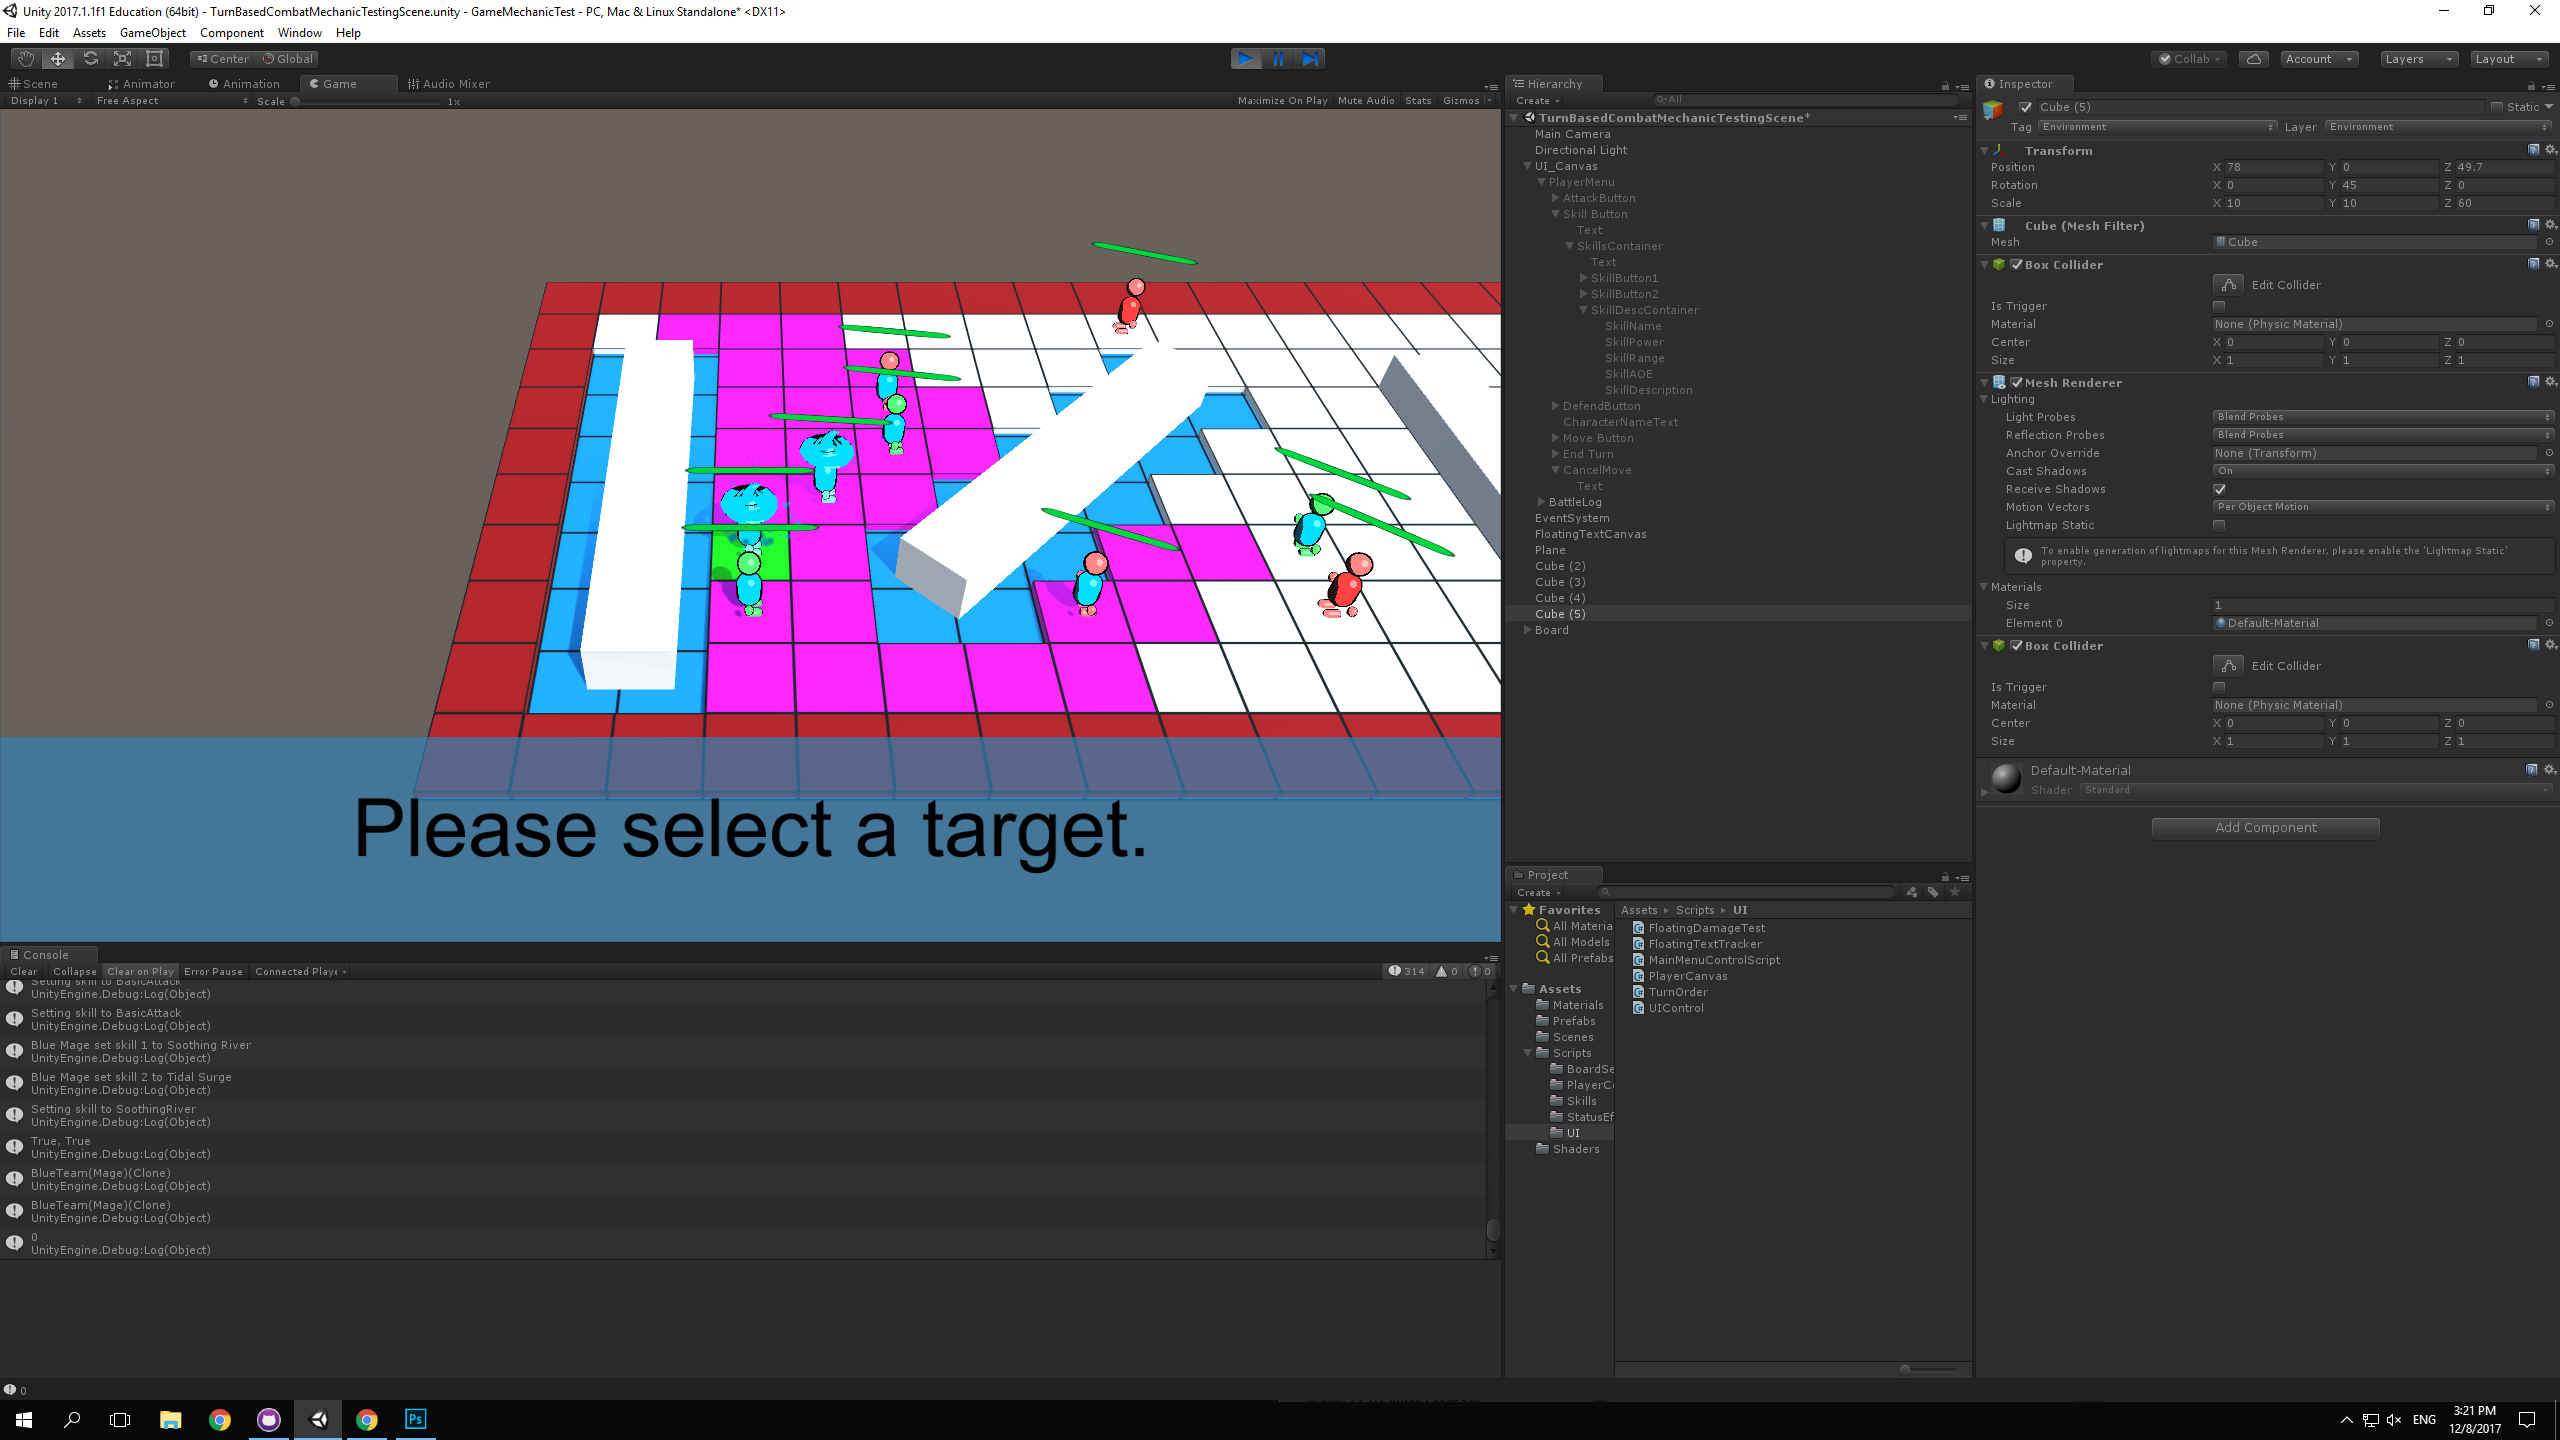 Unity 2017.1.1f1 Education (64bit) - TurnBasedCombatMechanicTestingScene.unity - GameMechanicTest - PC, Mac & Linux Standalone* <DX11>
File Edit Assets GameObject Component Window Help
Center Global
Collab Account Layers Layout
Scene Animator Animation Game Audio Mixer
Display 1 Free Aspect Scale 1x Maximize On Play Mute Audio Stats Gizmos
Please select a target.
Hierarchy
Create All
TurnBasedCombatMechanicTestingScene*
Main Camera
Directional Light
UI_Canvas
PlayerMenu
AttackButton
Skill Button
Text
SkillsContainer
Text
SkillButton1
SkillButton2
SkillDescContainer
SkillName
SkillPower
SkillRange
SkillAOE
SkillDescription
DefendButton
CharacterNameText
Move Button
End Turn
CancelMove
Text
BattleLog
EventSystem
FloatingTextCanvas
Plane
Cube (2)
Cube (3)
Cube (4)
Cube (5)
Board
Inspector
Cube (5) Static
Tag Environment Layer Environment
Transform
Position X 78 Y 0 Z 49.7
Rotation X 0 Y 45 Z 0
Scale X 10 Y 10 Z 60
Cube (Mesh Filter)
Mesh Cube
Box Collider
Edit Collider
Is Trigger
Material None (Physic Material)
Center X 0 Y 0 Z 0
Size X 1 Y 1 Z 1
Mesh Renderer
Lighting
Light Probes Blend Probes
Reflection Probes Blend Probes
Anchor Override None (Transform)
Cast Shadows On
Receive Shadows
Motion Vectors Per Object Motion
Lightmap Static
To enable generation of lightmaps for this Mesh Renderer, please enable the 'Lightmap Static'
property.
Materials
Size 1
Element 0 Default-Material
Box Collider
Edit Collider
Is Trigger
Material None (Physic Material)
Center X 0 Y 0 Z 0
Size X 1 Y 1 Z 1
Default-Material
Shader Standard
Add Component
Project
Create
Favorites
All Materia
All Models
All Prefabs
Assets
Materials
Prefabs
Scenes
Scripts
BoardSe
PlayerCo
Skills
StatusEf
UI
Shaders
Assets Scripts UI
FloatingDamageTest
FloatingTextTracker
MainMenuControlScript
PlayerCanvas
TurnOrder
UIControl
Console
Clear Collapse Clear on Play Error Pause Connected Playe 314 0 0
Setting skill to BasicAttack
UnityEngine.Debug:Log(Object)
Setting skill to BasicAttack
UnityEngine.Debug:Log(Object)
Blue Mage set skill 1 to Soothing River
UnityEngine.Debug:Log(Object)
Blue Mage set skill 2 to Tidal Surge
UnityEngine.Debug:Log(Object)
Setting skill to SoothingRiver
UnityEngine.Debug:Log(Object)
True, True
UnityEngine.Debug:Log(Object)
BlueTeam(Mage)(Clone)
UnityEngine.Debug:Log(Object)
BlueTeam(Mage)(Clone)
UnityEngine.Debug:Log(Object)
0
UnityEngine.Debug:Log(Object)
0
Ps
ENG
3:21 PM
12/8/2017